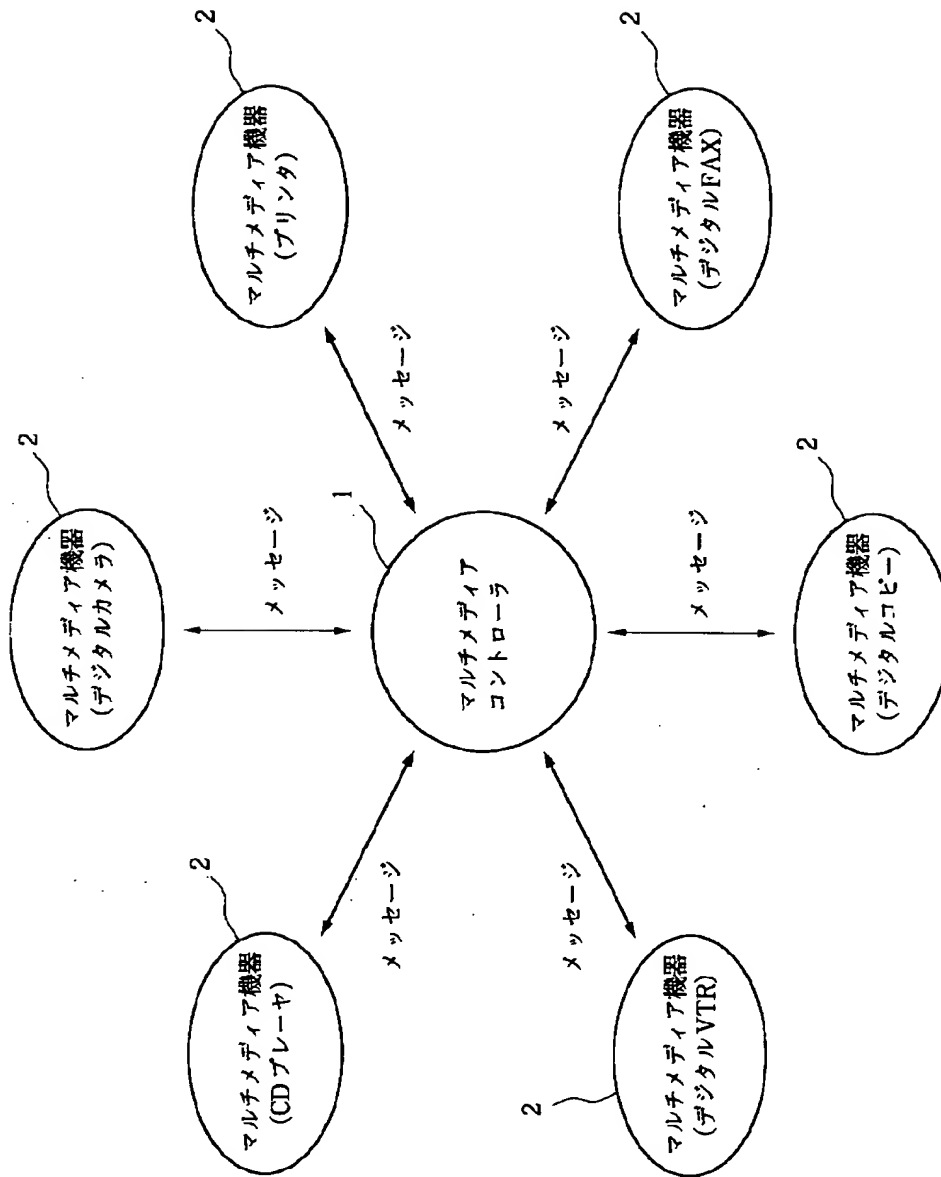 2
マルチメディア機器
(デジタルカメラ)
2
マルチメディア機器
(CDプレーヤ)
2
マルチメディア機器
(プリンタ)
メッセージ
メッセージ
メッセージ
1
マルチメディア
コントローラ
メッセージ
メッセージ
メッセージ
2
マルチメディア機器
(デジタルVTR)
2
マルチメディア機器
(デジタルFAX)
2
マルチメディア機器
(デジタルコピー)